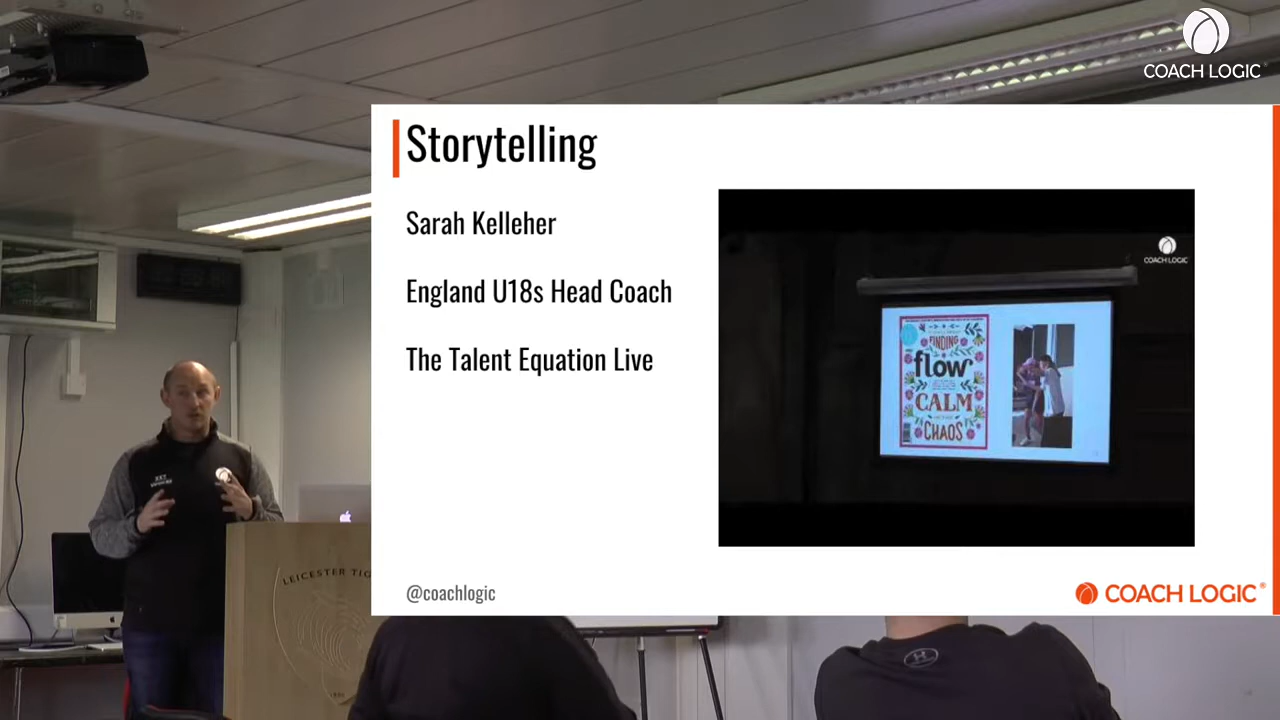 COACH LOGIC
Storytelling
Sarah Kelleher
England U18s Head Coach
The Talent Equation Live
COACH LOGIC
FINDING
flow
CALM
CHAOS
LEICESTER TIG
@coachlogic
COACH LOGIC®